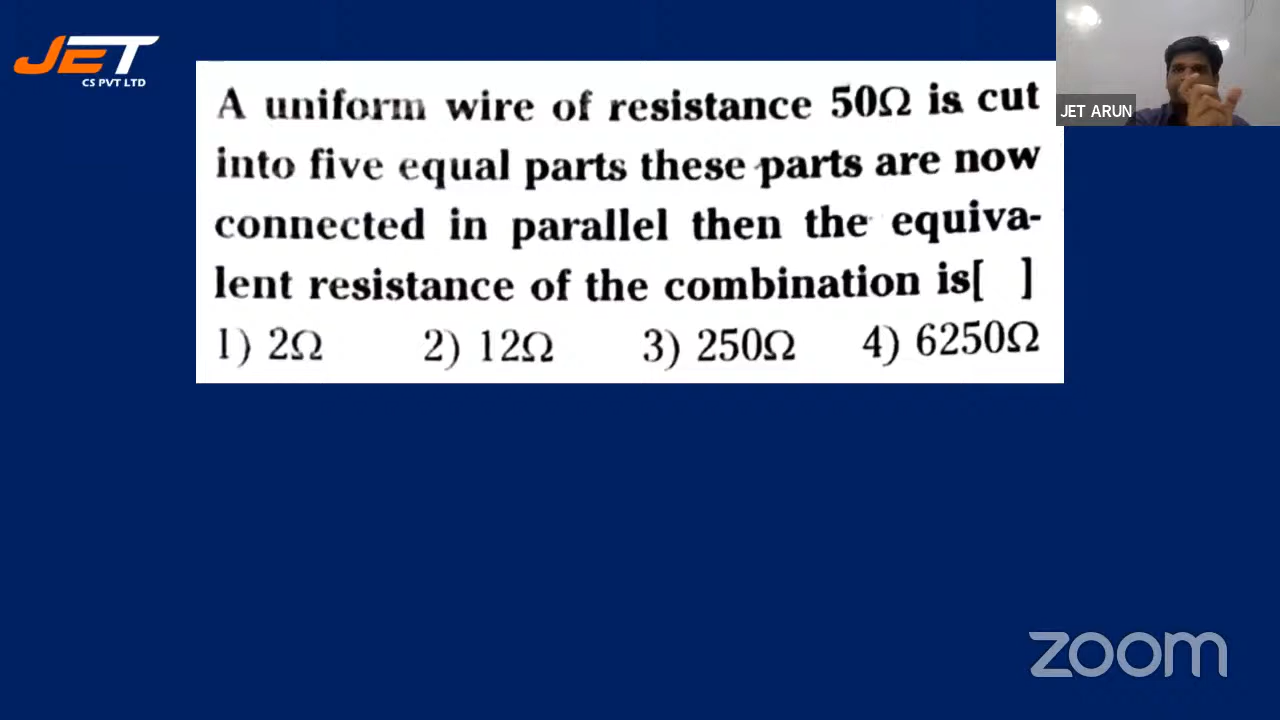 JET
CS PVT LTD
JET ARUN
A uniform wire of resistance 50Ω is cut
into five equal parts these parts are now
connected in parallel then the equiva-
lent resistance of the combination is[ ]
1) 2Ω 2) 12Ω 3) 250Ω 4) 6250Ω
zoom